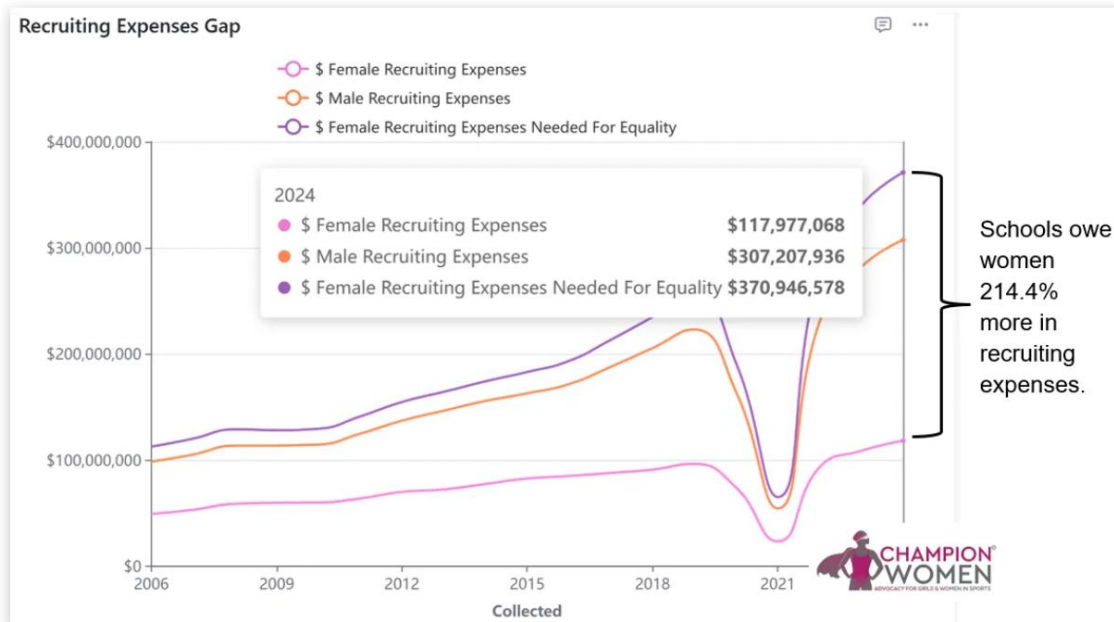 Recruiting Expenses Gap
$ Female Recruiting Expenses
$ Male Recruiting Expenses
$ Female Recruiting Expenses Needed For Equality
$400,000,000
$300,000,000
$200,000,000
$100,000,000
$0
2024
$ Female Recruiting Expenses $117,977,068
$ Male Recruiting Expenses $307,207,936
$ Female Recruiting Expenses Needed For Equality $370,946,578
Schools owe
women
214.4%
more in
recruiting
expenses.
2006 2009 2012 2015 2018 2021
Collected
CHAMPION
WOMEN
ADVOCACY FOR GIRLS & WOMEN IN SPORTS